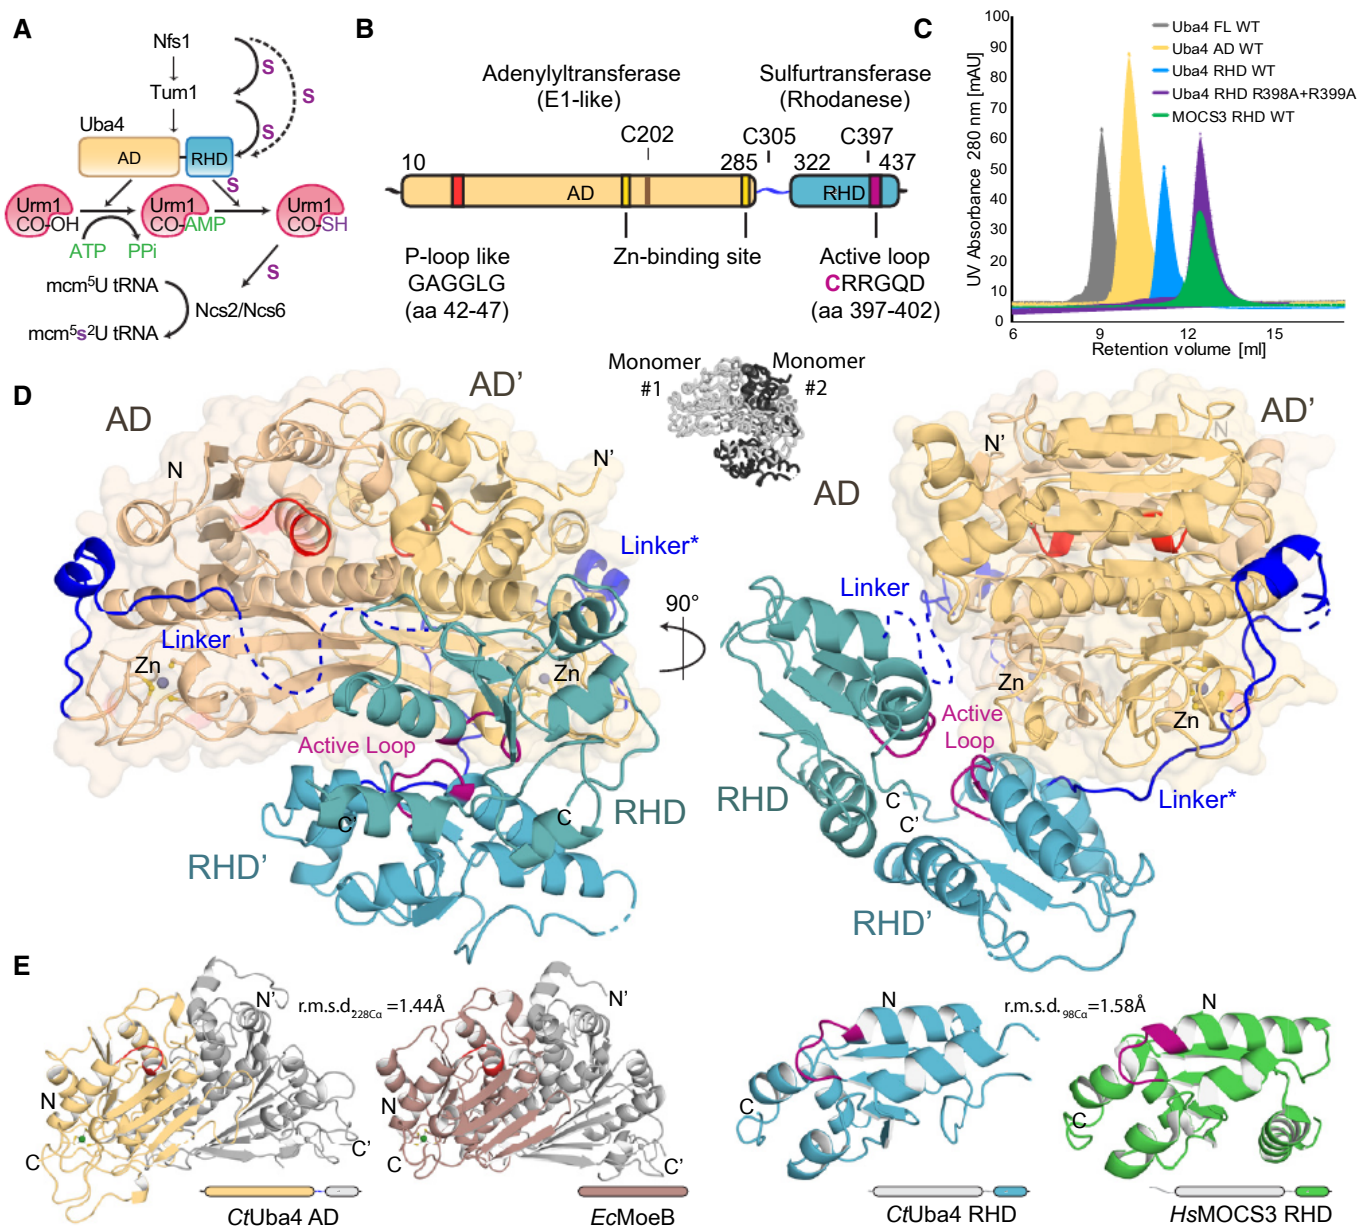 A
Nfs1
S
Tum1
S
S
Uba4
AD
RHD
S
Urm1
CO-OH
Urm1
CO-AMP
Urm1
CO-SH
ATP
PPi
S
mcm⁵U tRNA
Ncs2/Ncs6
mcm⁵s²U tRNA
B
Adenylyltransferase
(E1-like)
Sulfurtransferase
(Rhodanese)
C202
C305
C397
10
285
322
437
AD
RHD
P-loop like
GAGGLG
(aa 42-47)
Zn-binding site
Active loop
CRRGQD
(aa 397-402)
C
UV Absorbance 280 nm [mAU]
100
90
80
70
60
50
40
30
20
10
0
6
9
12
15
Retention volume [ml]
Uba4 FL WT
Uba4 AD WT
Uba4 RHD WT
Uba4 RHD R398A+R399A
MOCS3 RHD WT
D
AD
AD’
N
N’
Linker*
Linker
Zn
Zn
Active Loop
C’
C
RHD
RHD’
Monomer
#1
Monomer
#2
90°
AD
AD’
N’
N
Linker
Zn
Zn
Active
Loop
RHD
C
C’
Linker*
RHD’
E
N’
N
C
C’
CtUba4 AD
r.m.s.d.228Cα=1.44Å
N’
N
C
C’
EcMoeB
N
C
CtUba4 RHD
r.m.s.d.98Cα=1.58Å
N
C
HsMOCS3 RHD